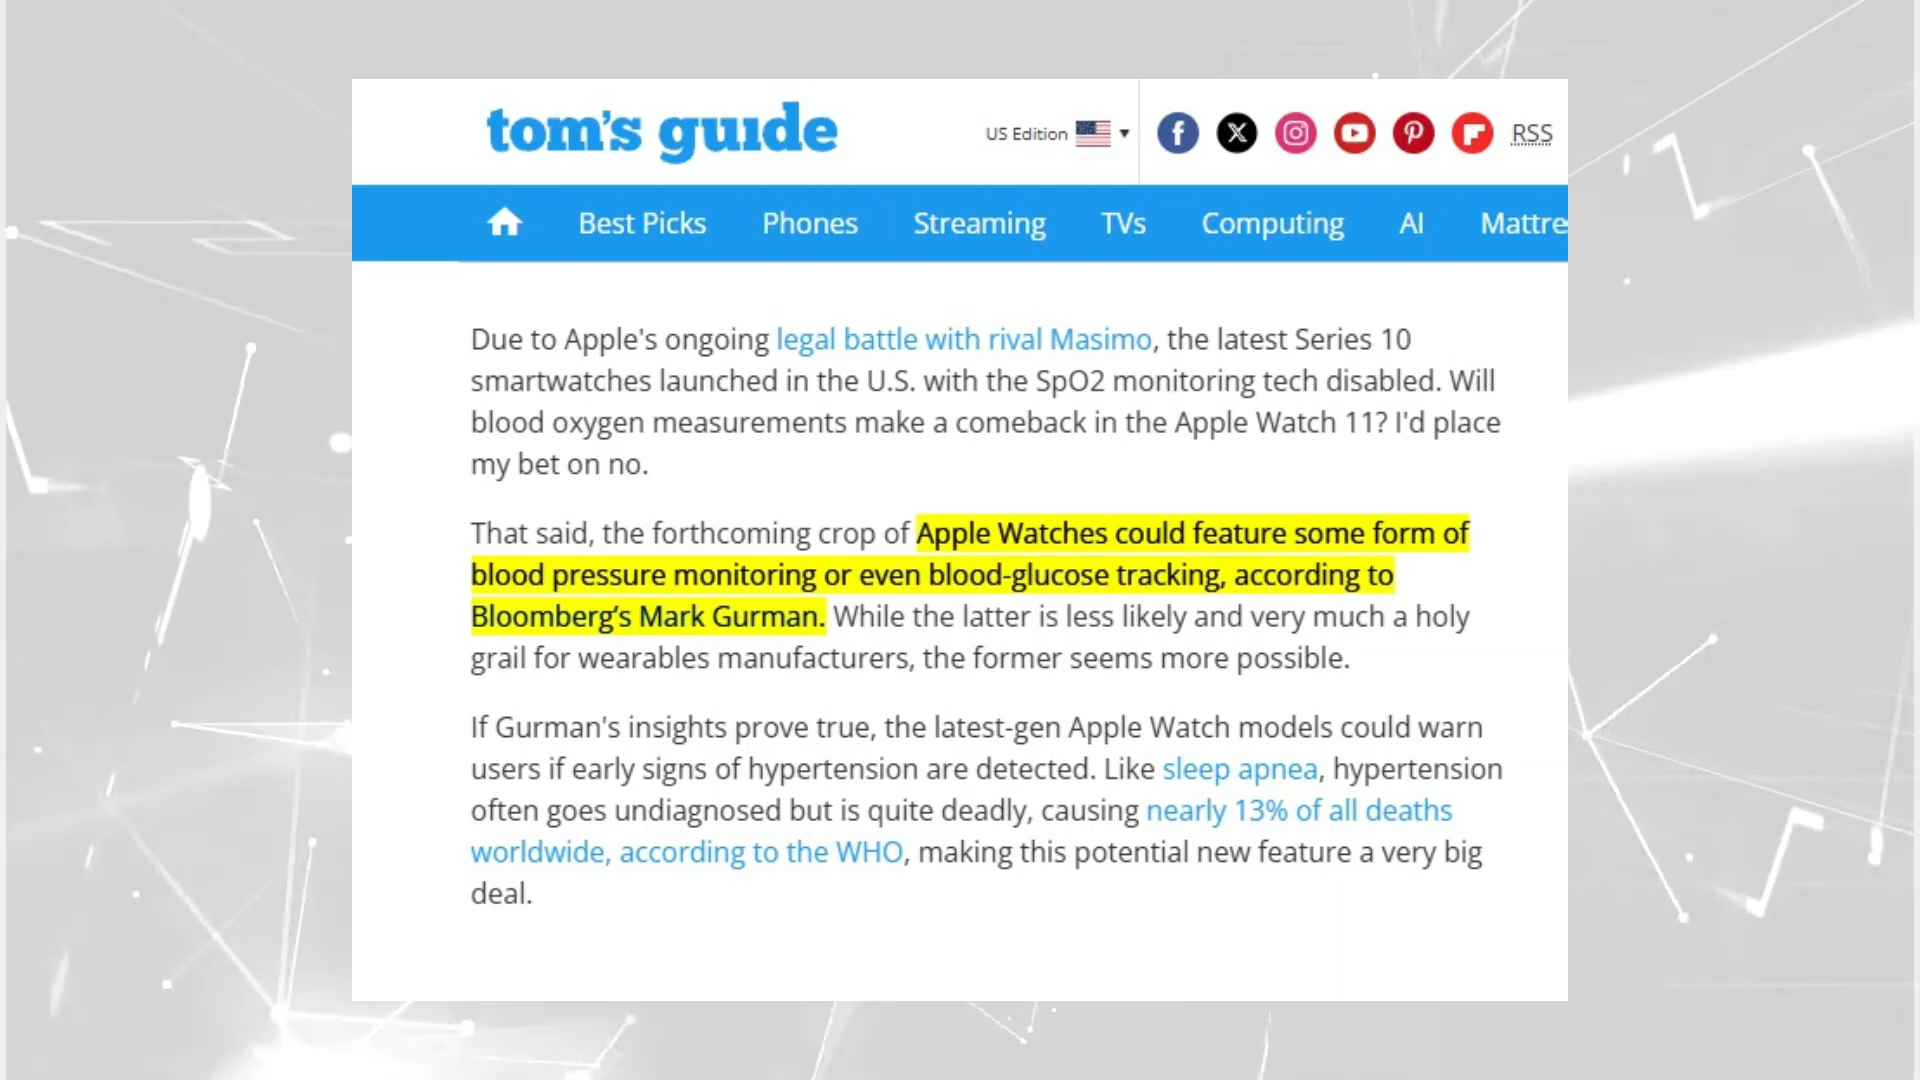 tom's guide
US Edition
RSS
Best Picks Phones Streaming TVs Computing AI Mattre
Due to Apple's ongoing legal battle with rival Masimo, the latest Series 10
smartwatches launched in the U.S. with the SpO2 monitoring tech disabled. Will
blood oxygen measurements make a comeback in the Apple Watch 11? I'd place
my bet on no.
That said, the forthcoming crop of Apple Watches could feature some form of
blood pressure monitoring or even blood-glucose tracking, according to
Bloomberg’s Mark Gurman. While the latter is less likely and very much a holy
grail for wearables manufacturers, the former seems more possible.
If Gurman's insights prove true, the latest-gen Apple Watch models could warn
users if early signs of hypertension are detected. Like sleep apnea, hypertension
often goes undiagnosed but is quite deadly, causing nearly 13% of all deaths
worldwide, according to the WHO, making this potential new feature a very big
deal.